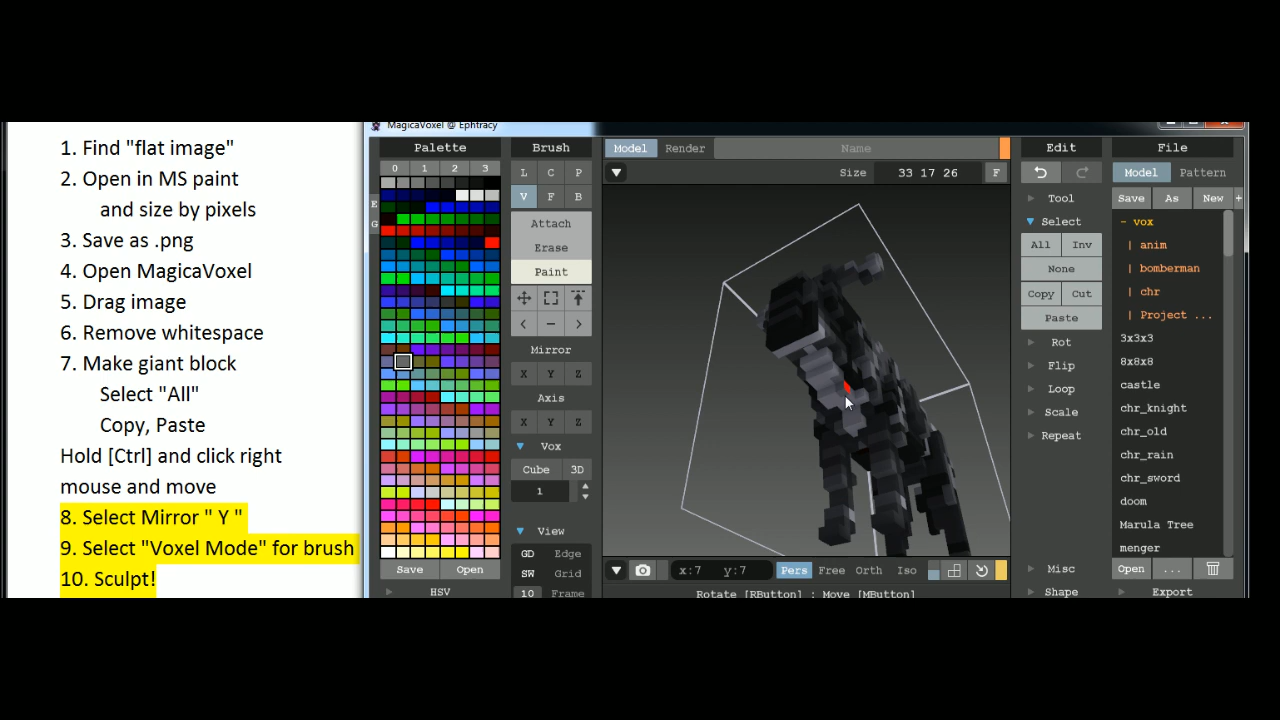 MagicaVoxel @ Ephtracy
1. Find "flat image"
2. Open in MS paint
and size by pixels
3. Save as .png
4. Open MagicaVoxel
5. Drag image
6. Remove whitespace
7. Make giant block
Select "All"
Copy, Paste
Hold [Ctrl] and click right
mouse and move
8. Select Mirror " Y "
9. Select "Voxel Mode" for brush
10. Sculpt!
Palette
0 1 2 3
E
G
Save Open
HSV
Brush
L C P
V F B
Attach
Erase
Paint
< - >
Mirror
X Y Z
Axis
X Y Z
Vox
Cube 3D
1
View
GD Edge
SW Grid
10 Frame
Model Render Name
Size 33 17 26 F
x:7 y:7 Pers Free Orth Iso
Rotate [RButton] : Move [MButton]
Edit
Tool
Select
All Inv
None
Copy Cut
Paste
Rot
Flip
Loop
Scale
Repeat
Misc
Shape
File
Model Pattern
Save As New +
- vox
| anim
| bomberman
| chr
| Project ...
3x3x3
8x8x8
castle
chr_knight
chr_old
chr_rain
chr_sword
doom
Marula Tree
menger
Open ...
Export